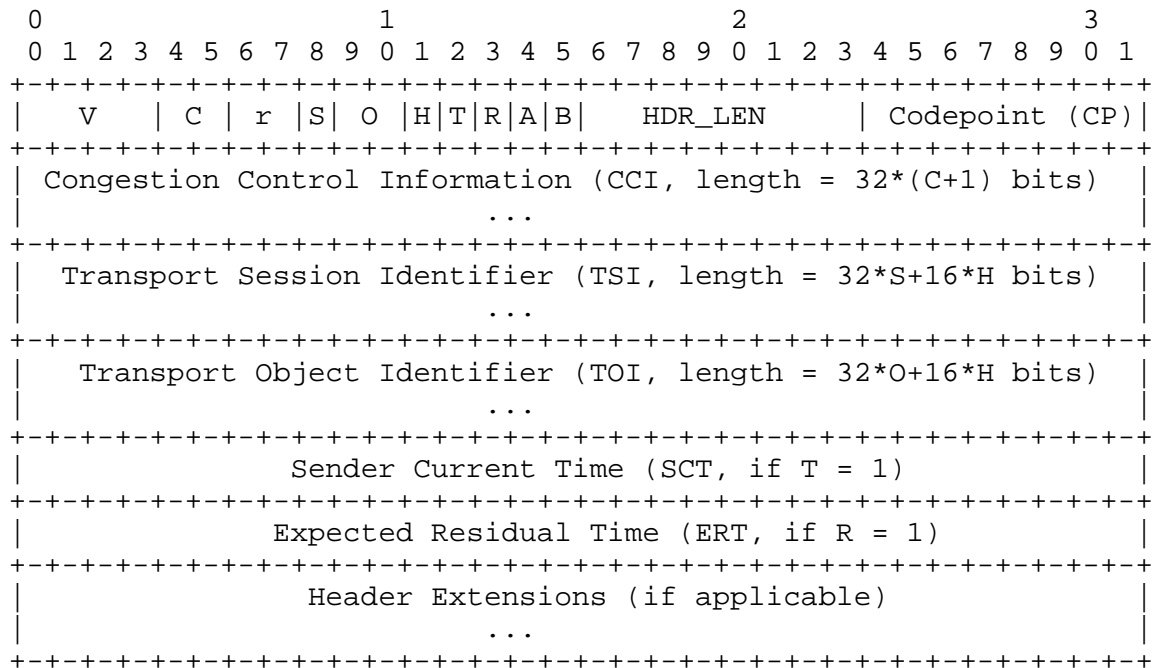 0                   1                   2                   3
 0 1 2 3 4 5 6 7 8 9 0 1 2 3 4 5 6 7 8 9 0 1 2 3 4 5 6 7 8 9 0 1
+-+-+-+-+-+-+-+-+-+-+-+-+-+-+-+-+-+-+-+-+-+-+-+-+-+-+-+-+-+-+-+-+
|   V   | C | r |S| O |H|T|R|A|B|   HDR_LEN     | Codepoint (CP)|
+-+-+-+-+-+-+-+-+-+-+-+-+-+-+-+-+-+-+-+-+-+-+-+-+-+-+-+-+-+-+-+-+
| Congestion Control Information (CCI, length = 32*(C+1) bits)  |
|                          ...                                  |
+-+-+-+-+-+-+-+-+-+-+-+-+-+-+-+-+-+-+-+-+-+-+-+-+-+-+-+-+-+-+-+-+
|  Transport Session Identifier (TSI, length = 32*S+16*H bits)  |
|                          ...                                  |
+-+-+-+-+-+-+-+-+-+-+-+-+-+-+-+-+-+-+-+-+-+-+-+-+-+-+-+-+-+-+-+-+
|   Transport Object Identifier (TOI, length = 32*O+16*H bits)  |
|                          ...                                  |
+-+-+-+-+-+-+-+-+-+-+-+-+-+-+-+-+-+-+-+-+-+-+-+-+-+-+-+-+-+-+-+-+
|               Sender Current Time (SCT, if T = 1)             |
+-+-+-+-+-+-+-+-+-+-+-+-+-+-+-+-+-+-+-+-+-+-+-+-+-+-+-+-+-+-+-+-+
|              Expected Residual Time (ERT, if R = 1)           |
+-+-+-+-+-+-+-+-+-+-+-+-+-+-+-+-+-+-+-+-+-+-+-+-+-+-+-+-+-+-+-+-+
|                Header Extensions (if applicable)              |
|                          ...                                  |
+-+-+-+-+-+-+-+-+-+-+-+-+-+-+-+-+-+-+-+-+-+-+-+-+-+-+-+-+-+-+-+-+